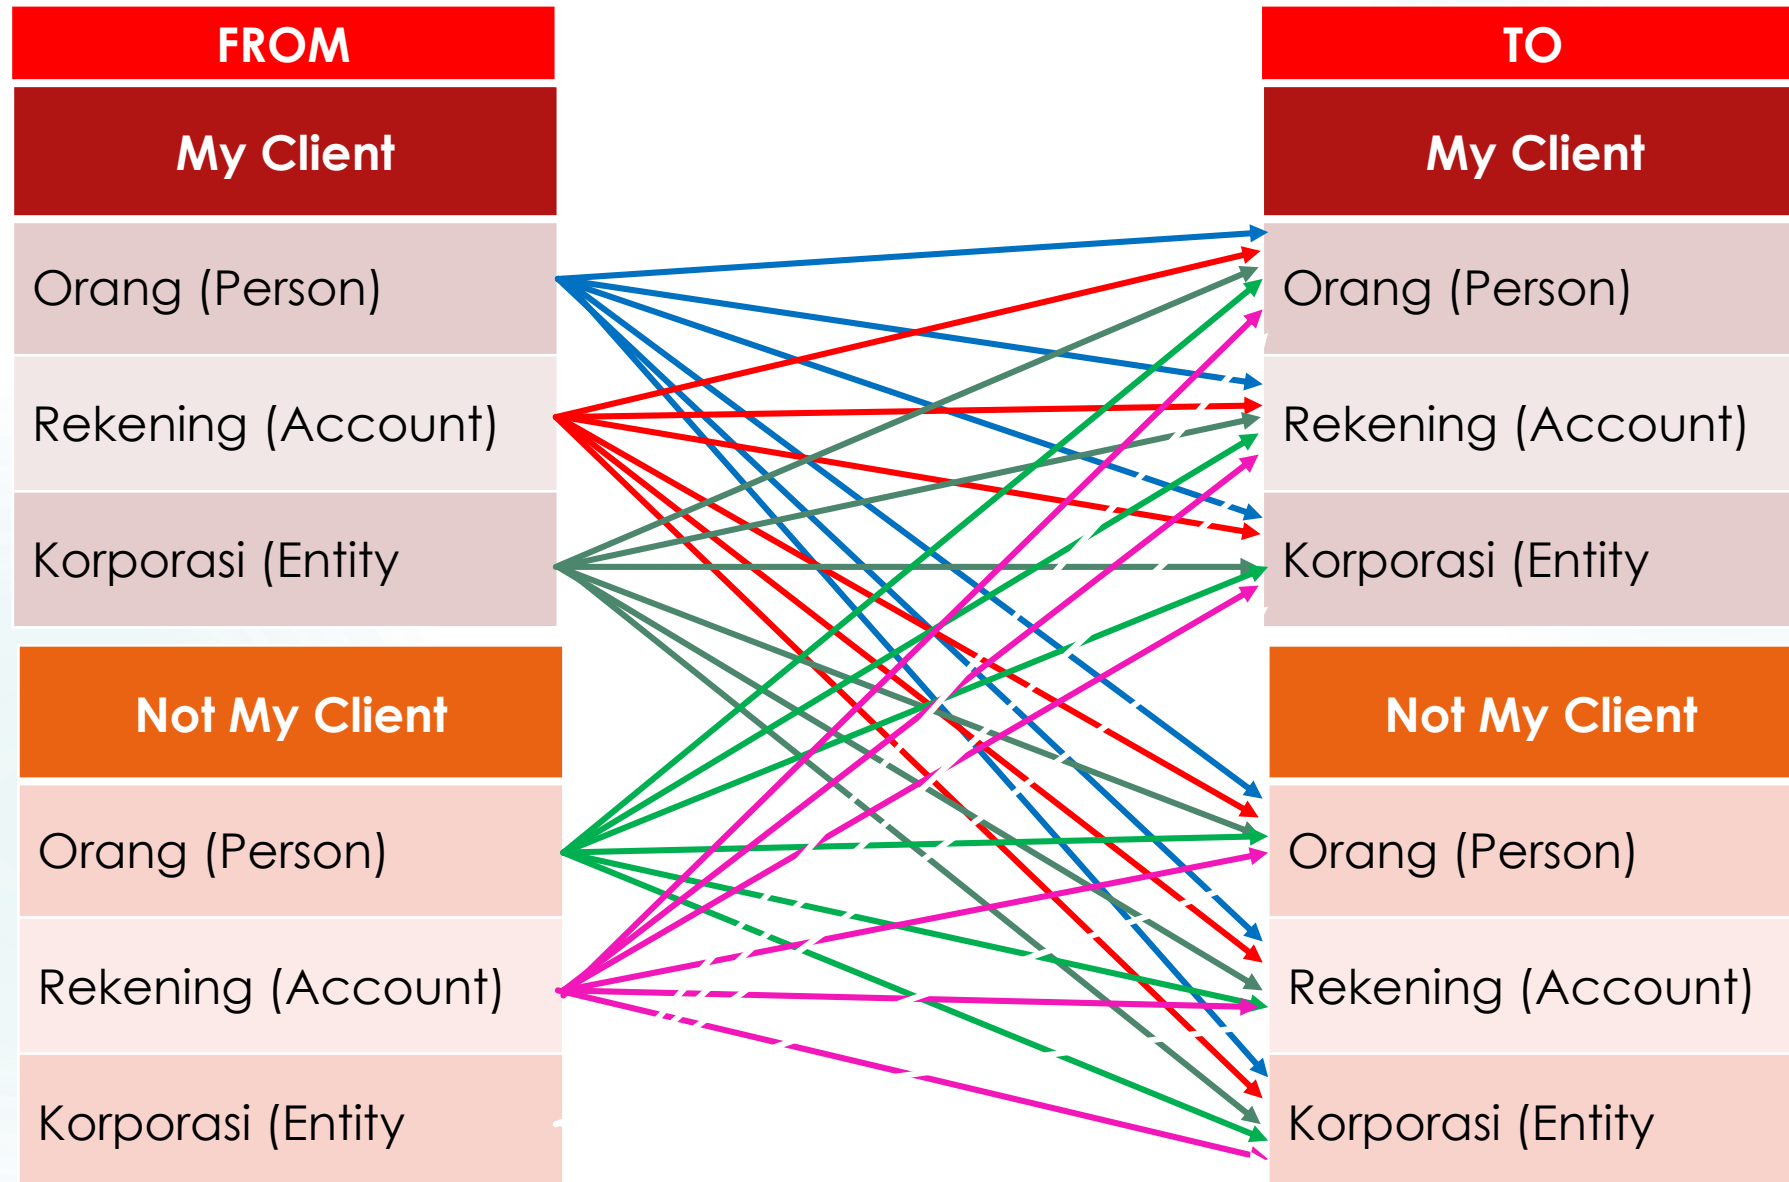 FROM
My Client
Orang (Person)
Rekening (Account)
Korporasi (Entity
Not My Client
Orang (Person)
Rekening (Account)
Korporasi (Entity
TO
My Client
Orang (Person)
Rekening (Account)
Korporasi (Entity
Not My Client
Orang (Person)
Rekening (Account)
Korporasi (Entity